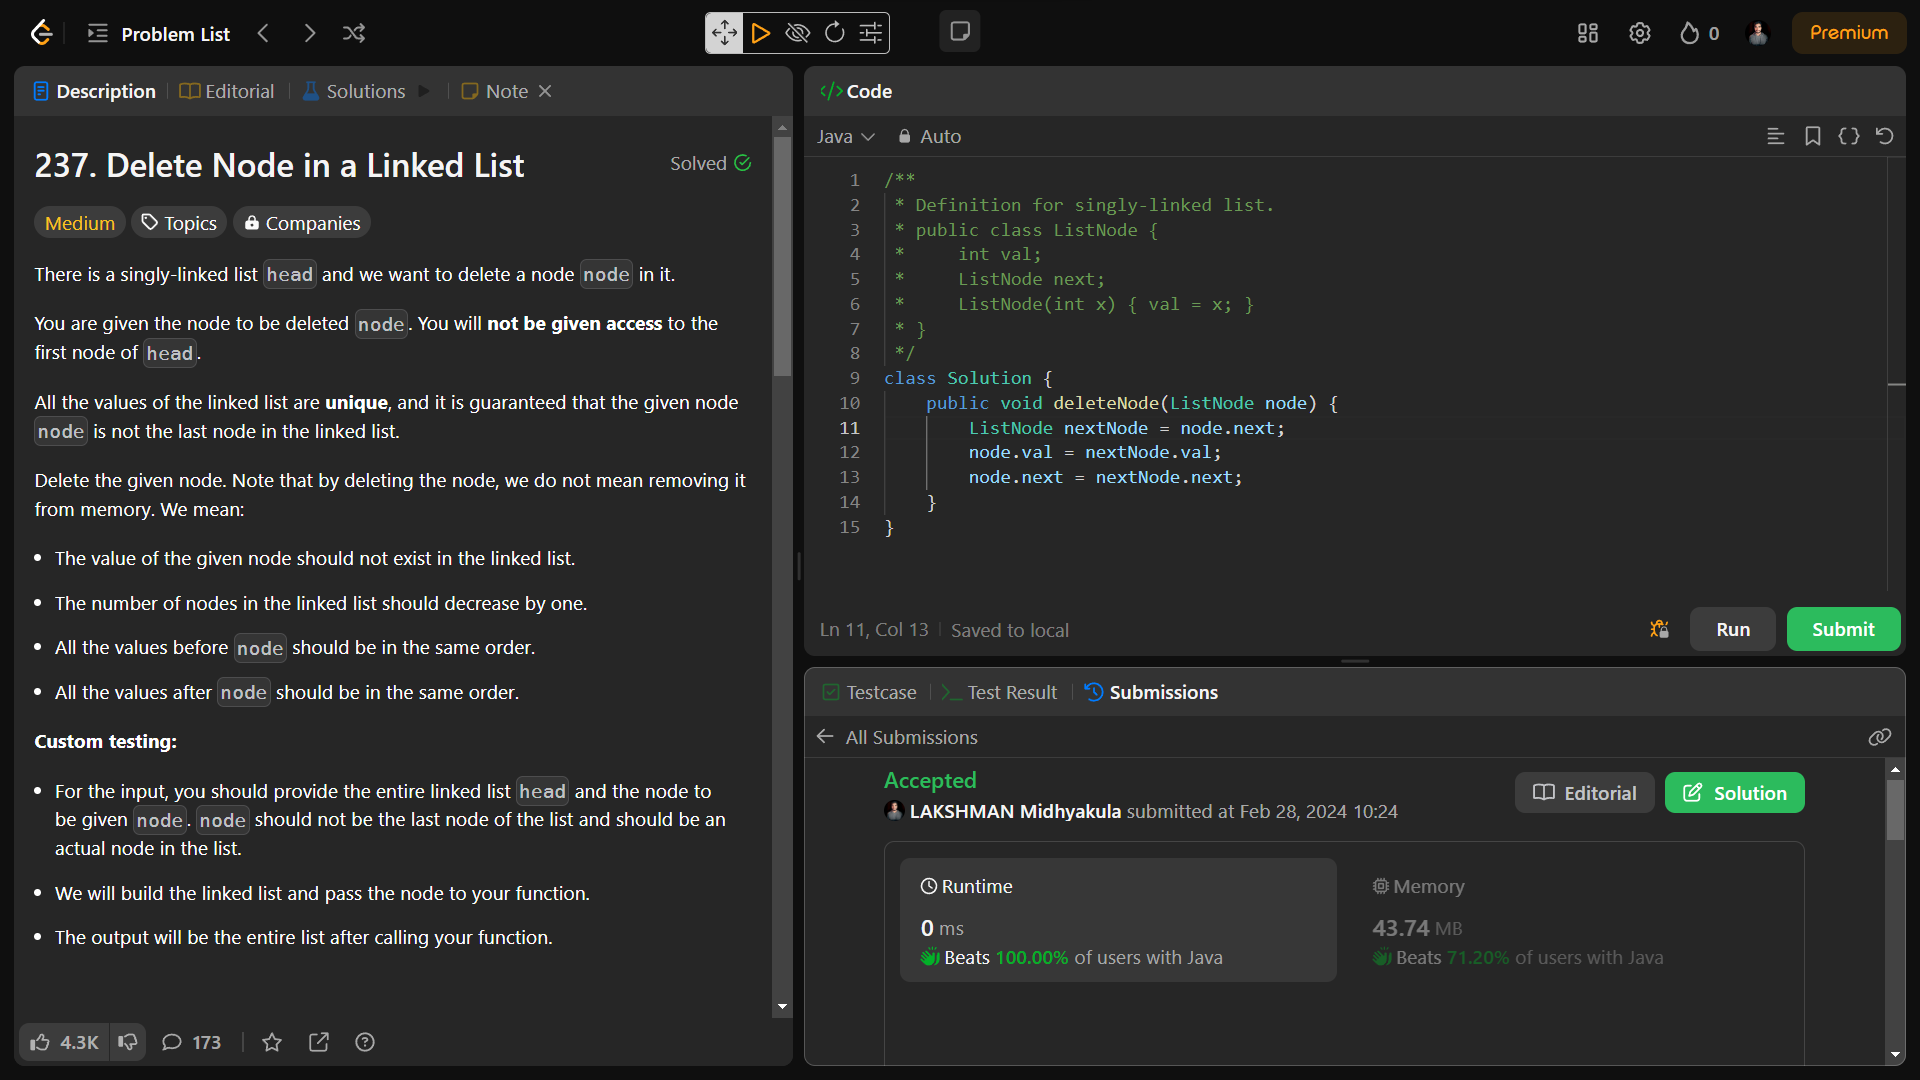 Problem List
0
Premium
Description
Editorial
Solutions
Note
237. Delete Node in a Linked List
Solved
Medium
Topics
Companies
There is a singly-linked list head and we want to delete a node node in it.
You are given the node to be deleted node. You will not be given access to the
first node of head.
All the values of the linked list are unique, and it is guaranteed that the given node
node is not the last node in the linked list.
Delete the given node. Note that by deleting the node, we do not mean removing it
from memory. We mean:
• The value of the given node should not exist in the linked list.
• The number of nodes in the linked list should decrease by one.
• All the values before node should be in the same order.
• All the values after node should be in the same order.
Custom testing:
• For the input, you should provide the entire linked list head and the node to
be given node. node should not be the last node of the list and should be an
actual node in the list.
• We will build the linked list and pass the node to your function.
• The output will be the entire list after calling your function.
4.3K
173
</> Code
Java
Auto
1 /**
2  * Definition for singly-linked list.
3  * public class ListNode {
4  *     int val;
5  *     ListNode next;
6  *     ListNode(int x) { val = x; }
7  * }
8  */
9 class Solution {
10     public void deleteNode(ListNode node) {
11         ListNode nextNode = node.next;
12         node.val = nextNode.val;
13         node.next = nextNode.next;
14     }
15 }
Ln 11, Col 13
Saved to local
Run
Submit
Testcase
Test Result
Submissions
All Submissions
Accepted
LAKSHMAN Midhyakula submitted at Feb 28, 2024 10:24
Editorial
Solution
Runtime
0 ms
Beats 100.00% of users with Java
Memory
43.74 MB
Beats 71.20% of users with Java